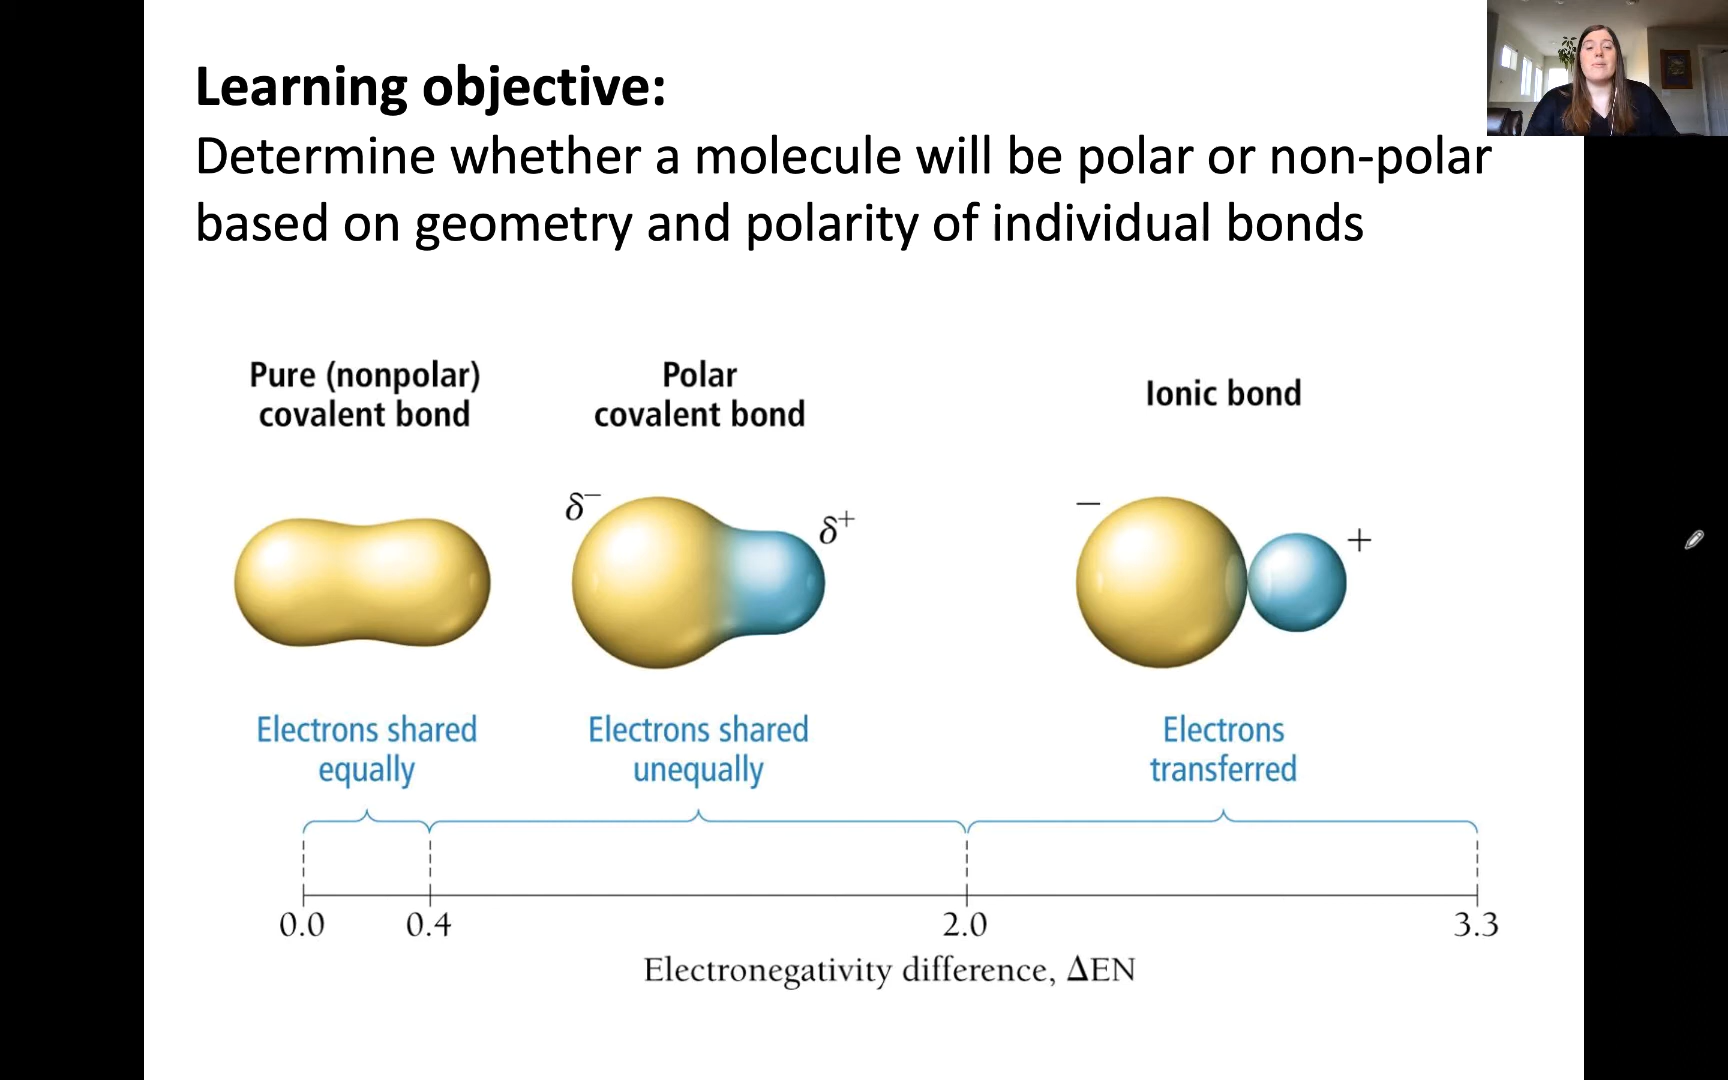 Learning objective:
Determine whether a molecule will be polar or non-polar
based on geometry and polarity of individual bonds
Pure (nonpolar)
covalent bond
Polar
covalent bond
Ionic bond
δ⁻
δ⁺
−
+
Electrons shared
equally
Electrons shared
unequally
Electrons
transferred
0.0 0.4 2.0 3.3
Electronegativity difference, ΔEN